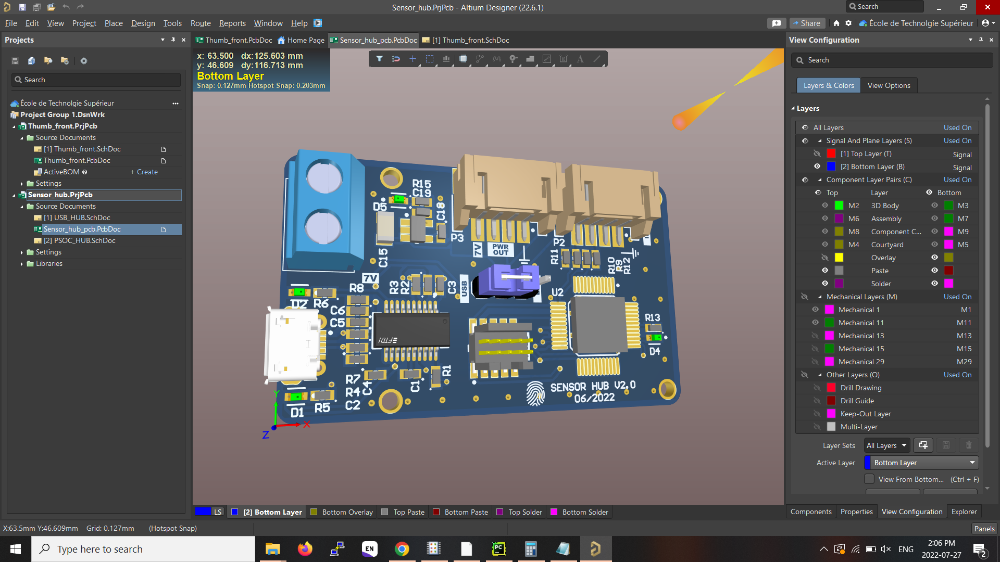 Sensor_hub.PrjPcb - Altium Designer (22.6.1)
Search
File Edit View Project Place Design Tools Route Reports Window Help
Share
École de Technolgie Supérieur
Projects
Search
École de Technolgie Supérieur
Project Group 1.DsnWrk
Thumb_front.PrjPcb
Source Documents
[1] Thumb_front.SchDoc
Thumb_front.PcbDoc
ActiveBOM
+ Create
Settings
Sensor_hub.PrjPcb
Source Documents
[1] USB_HUB.SchDoc
Sensor_hub_pcb.PcbDoc
[2] PSOC_HUB.SchDoc
Settings
Libraries
Thumb_front.PcbDoc
Home Page
Sensor_hub_pcb.PcbDoc
[1] Thumb_front.SchDoc
x: 63.500 dx:125.603 mm
y: 46.609 dy:116.713 mm
Bottom Layer
Snap: 0.127mm Hotspot Snap: 0.203mm
R15
C19
D5
C18
P3
C15
7V
PWR
OUT
P2
R11
R10
R9
R12
7V
R8
R3
R2
C3
USB
U2
D2
R6
C6
C5
FTDI
R13
D4
R7
R4
C2
C4
C1
R1
SENSOR HUB V2.0
06/2022
D1
R5
Y
X
Z
View Configuration
Search
Layers & Colors
View Options
Layers
All Layers Used On
Signal And Plane Layers (S) Used On
[1] Top Layer (T) Signal
[2] Bottom Layer (B) Signal
Component Layer Pairs (C) Used On
Top Layer Bottom
M2 3D Body M3
M6 Assembly M7
M8 Component C... M9
M4 Courtyard M5
Overlay
Paste
Solder
Mechanical Layers (M) Used On
Mechanical 1 M1
Mechanical 11 M11
Mechanical 13 M13
Mechanical 15 M15
Mechanical 29 M29
Other Layers (O) Used On
Drill Drawing
Drill Guide
Keep-Out Layer
Multi-Layer
Layer Sets All Layers
Active Layer Bottom Layer
View From Bottom... (Ctrl + F)
Components Properties View Configuration Explorer
LS
[2] Bottom Layer
Bottom Overlay
Top Paste
Bottom Paste
Top Solder
Bottom Solder
X:63.5mm Y:46.609mm Grid: 0.127mm (Hotspot Snap)
Panels
Type here to search
EN
PC
ENG
2:06 PM
2022-07-27
2